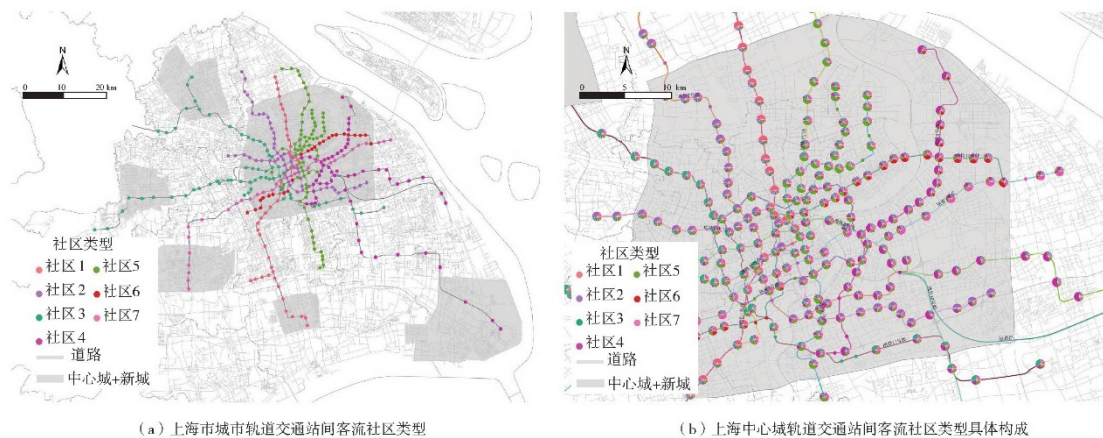 N
0 10 20 km
社区类型
社区1 社区5
社区2 社区6
社区3 社区7
社区4
道路
中心城+新城
(a)上海市城市轨道交通站间客流社区类型
N
0 5 10 km
社区类型
社区1 社区5
社区2 社区6
社区3 社区7
社区4
道路
中心城+新城
(b)上海中心城轨道交通站间客流社区类型具体构成